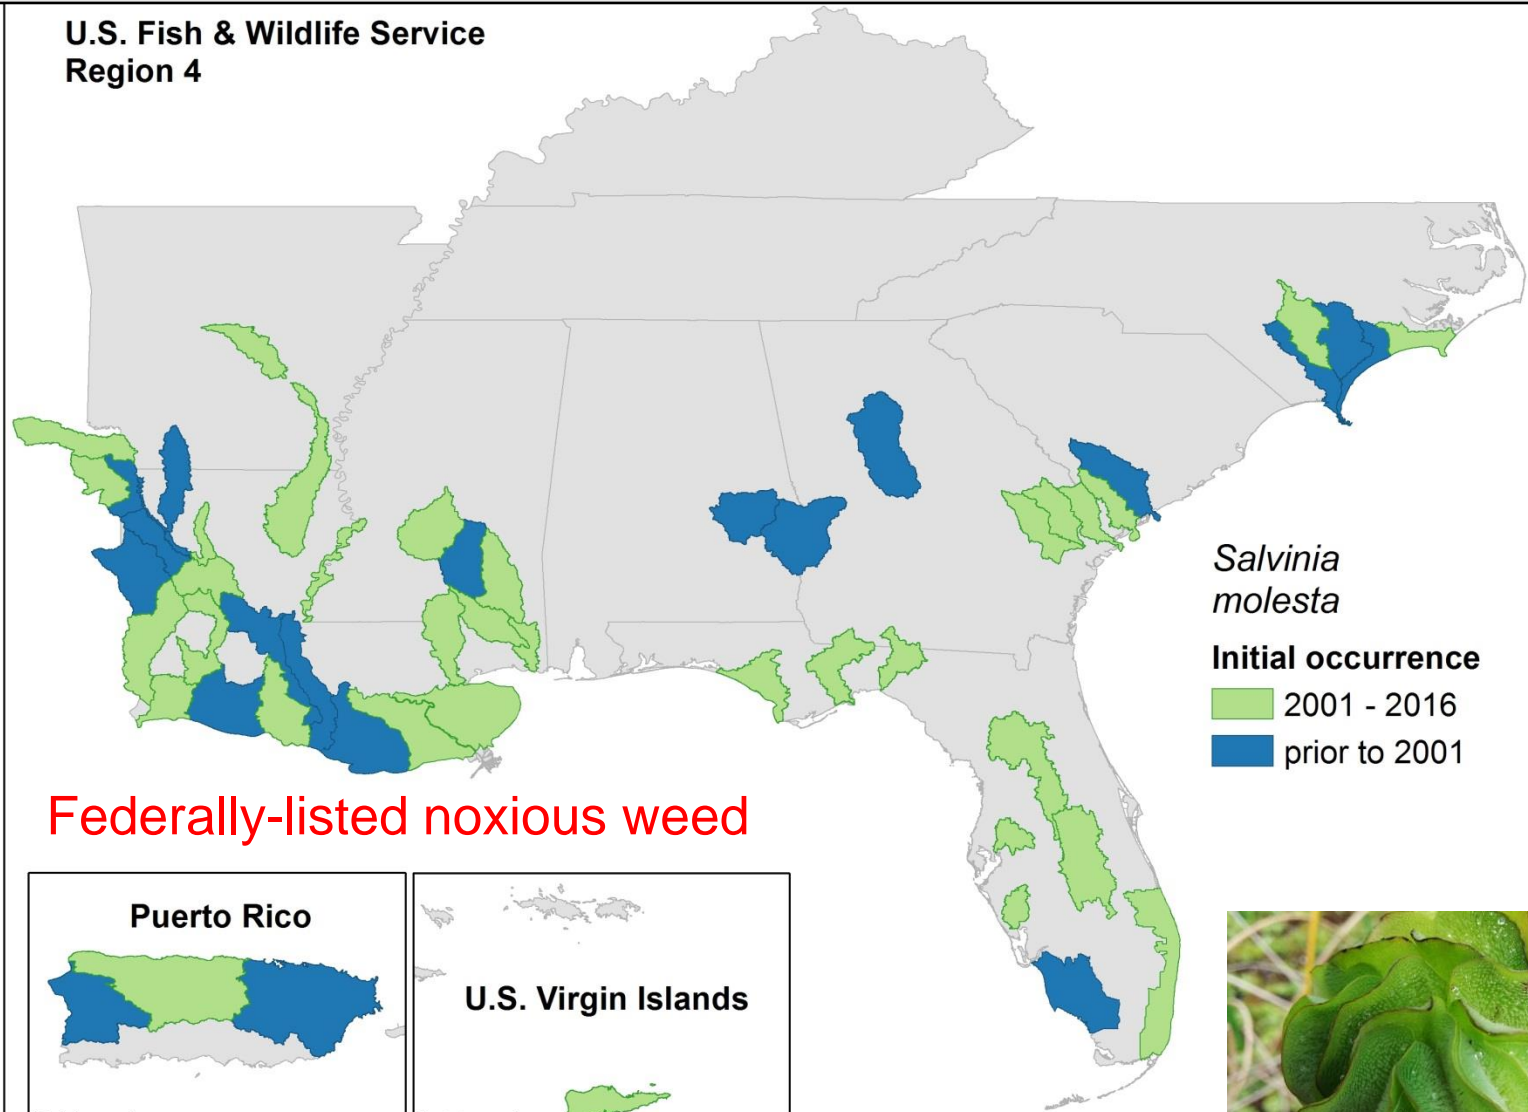 U.S. Fish & Wildlife Service
Region 4
Salvinia
molesta
Initial occurrence
2001 - 2016
prior to 2001
Federally-listed noxious weed
Puerto Rico
U.S. Virgin Islands